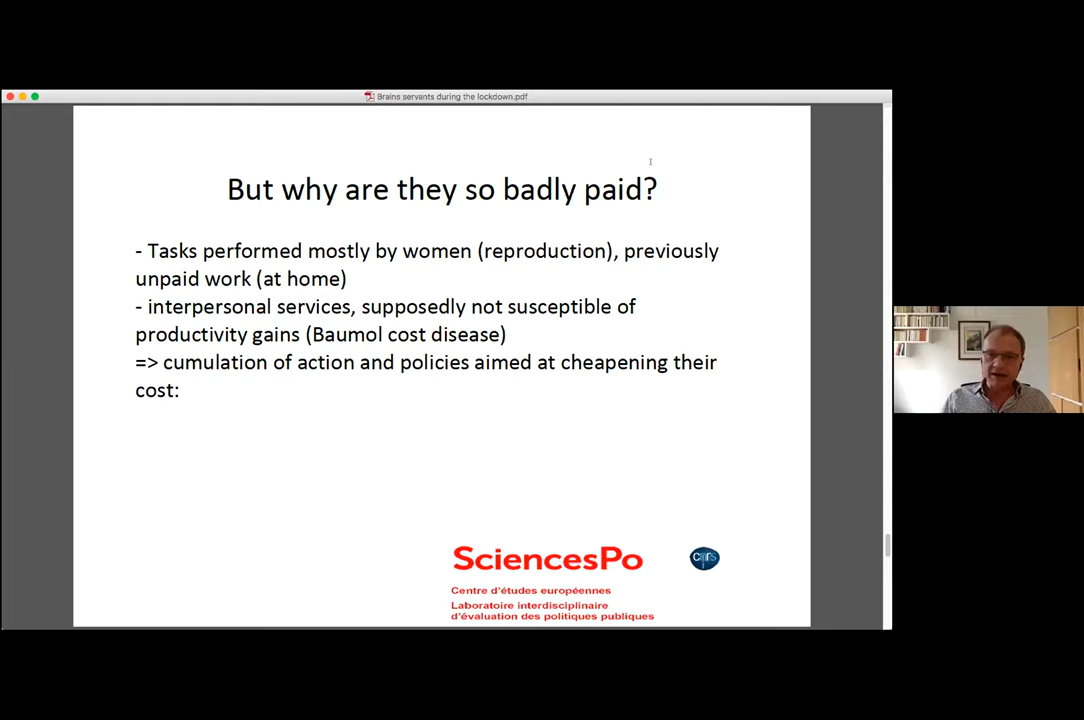 Brains servants during the lockdown.pdf
But why are they so badly paid?
- Tasks performed mostly by women (reproduction), previously
unpaid work (at home)
- interpersonal services, supposedly not susceptible of
productivity gains (Baumol cost disease)
=> cumulation of action and policies aimed at cheapening their
cost:
SciencesPo
cnrs
Centre d'études européennes
Laboratoire interdisciplinaire
d'évaluation des politiques publiques